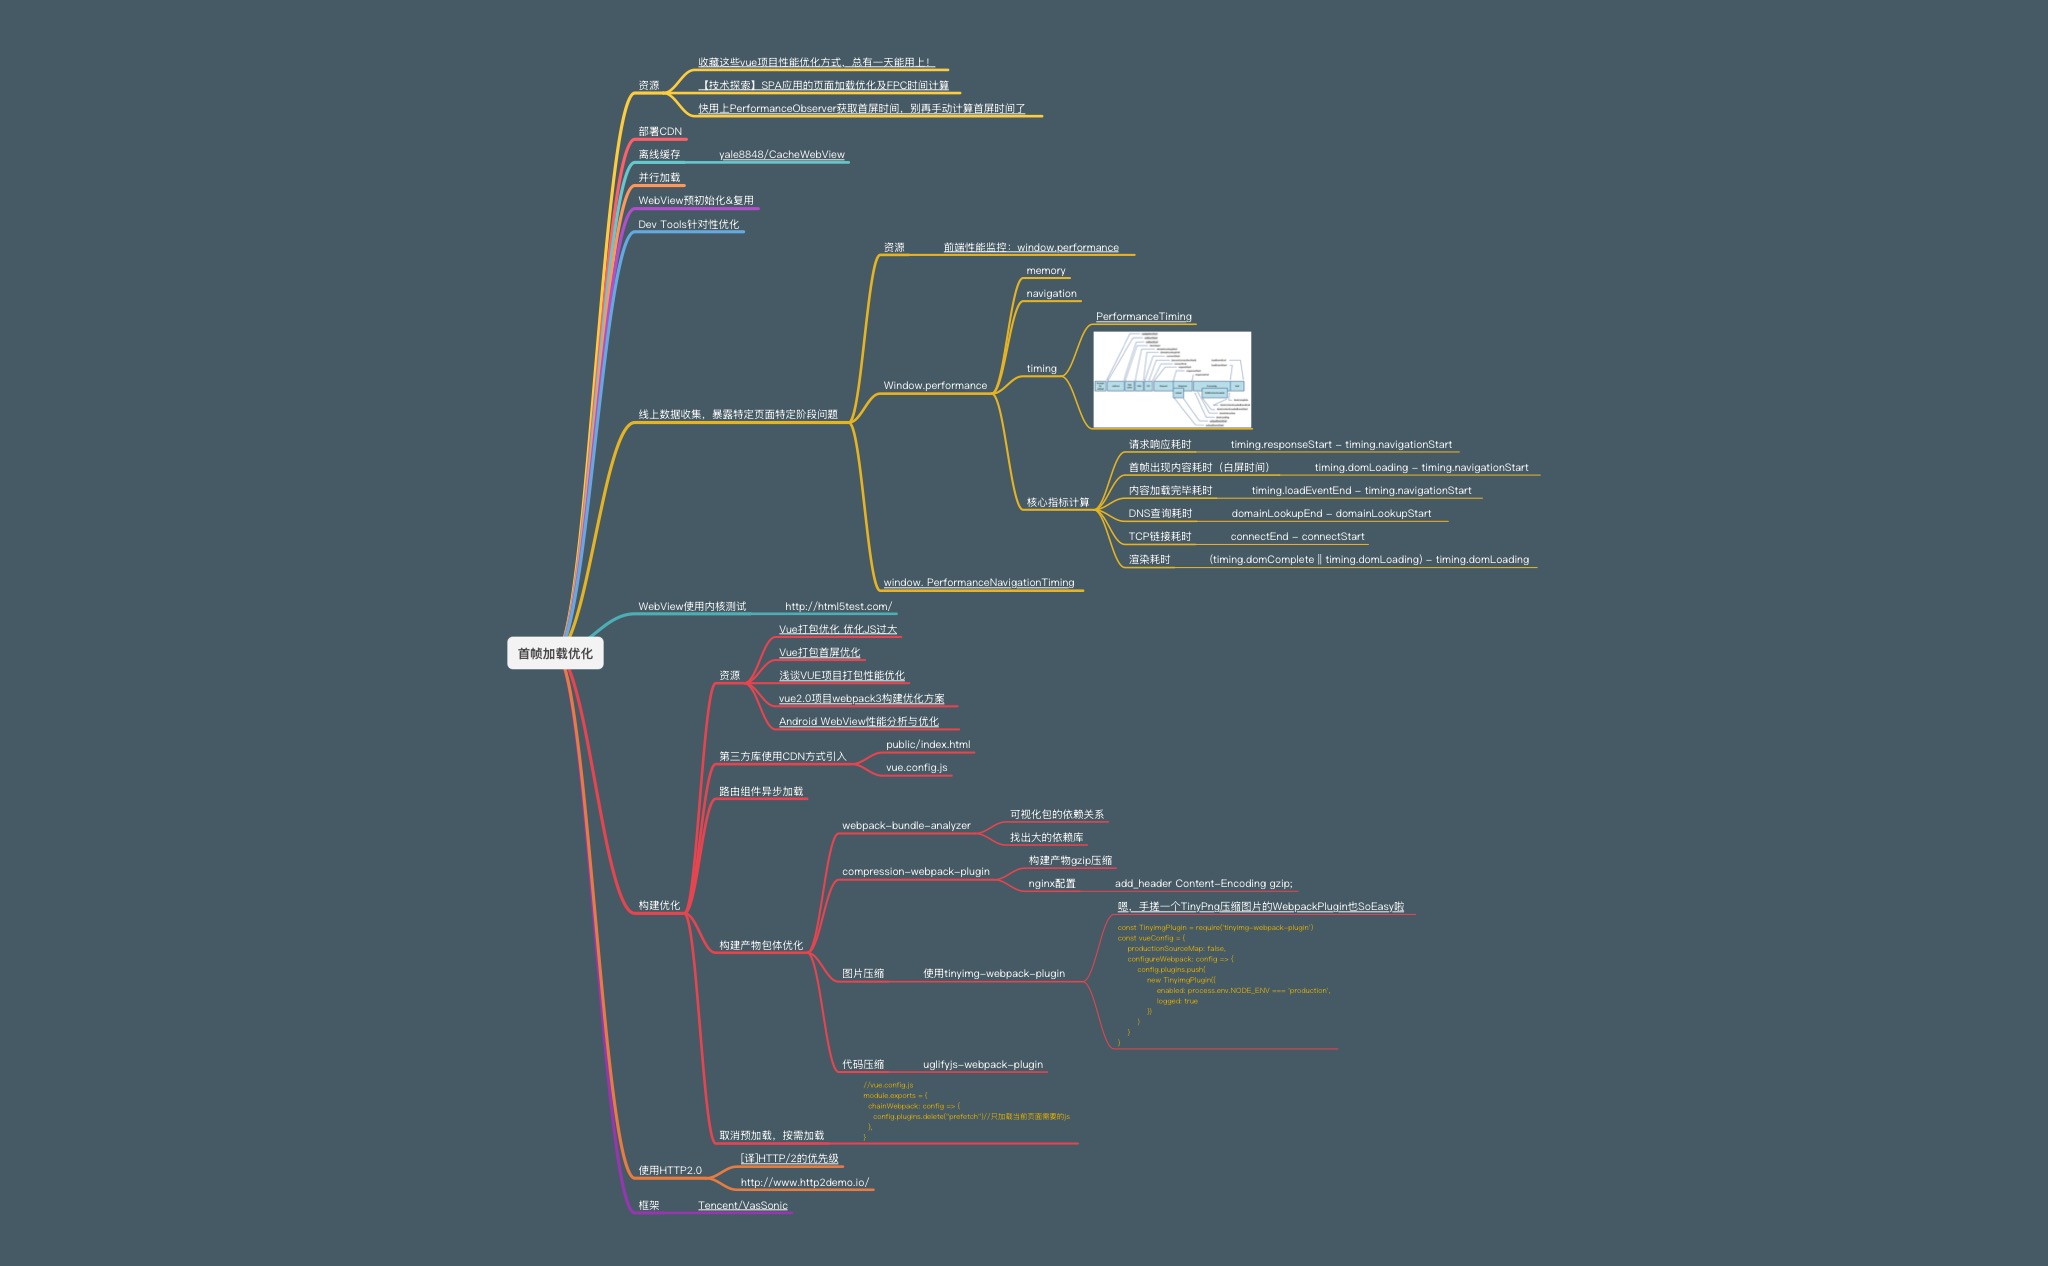 收藏这些vue项目性能优化方式，总有一天能用上！
资源
【技术探索】SPA应用的页面加载优化及FPC时间计算
快用上PerformanceObserver获取首屏时间，别再手动计算首屏时间了
部署CDN
离线缓存 yale8848/CacheWebView
并行加载
WebView预初始化&复用
Dev Tools针对性优化
资源 前端性能监控：window.performance
memory
navigation
PerformanceTiming
timing
Window.performance
线上数据收集，暴露特定页面特定阶段问题
请求响应耗时 timing.responseStart - timing.navigationStart
首帧出现内容耗时（白屏时间） timing.domLoading - timing.navigationStart
内容加载完毕耗时 timing.loadEventEnd - timing.navigationStart
核心指标计算
DNS查询耗时 domainLookupEnd - domainLookupStart
TCP链接耗时 connectEnd - connectStart
渲染耗时 (timing.domComplete || timing.domLoading) - timing.domLoading
window. PerformanceNavigationTiming
WebView使用内核测试 http://html5test.com/
首帧加载优化
Vue打包优化 优化JS过大
Vue打包首屏优化
资源
浅谈VUE项目打包性能优化
vue2.0项目webpack3构建优化方案
Android WebView性能分析与优化
public/index.html
第三方库使用CDN方式引入
vue.config.js
路由组件异步加载
可视化包的依赖关系
webpack-bundle-analyzer
找出大的依赖库
构建产物gzip压缩
compression-webpack-plugin
nginx配置 add_header Content-Encoding gzip;
构建优化
嗯，手搓一个TinyPng压缩图片的WebpackPlugin也SoEasy啦
const TinyimgPlugin = require('tinyimg-webpack-plugin')
const vueConfig = {
productionSourceMap: false,
构建产物包体优化
configureWebpack: config => {
config.plugins.push(
图片压缩 使用tinyimg-webpack-plugin
new TinyimgPlugin({
enabled: process.env.NODE_ENV === 'production',
logged: true
})
)
}
}
代码压缩 uglifyjs-webpack-plugin
//vue.config.js
module.exports = {
chainWebpack: config => {
config.plugins.delete("prefetch")//只加载当前页面需要的js
},
}
取消预加载，按需加载
[译]HTTP/2的优先级
使用HTTP2.0
http://www.http2demo.io/
框架 Tencent/VasSonic